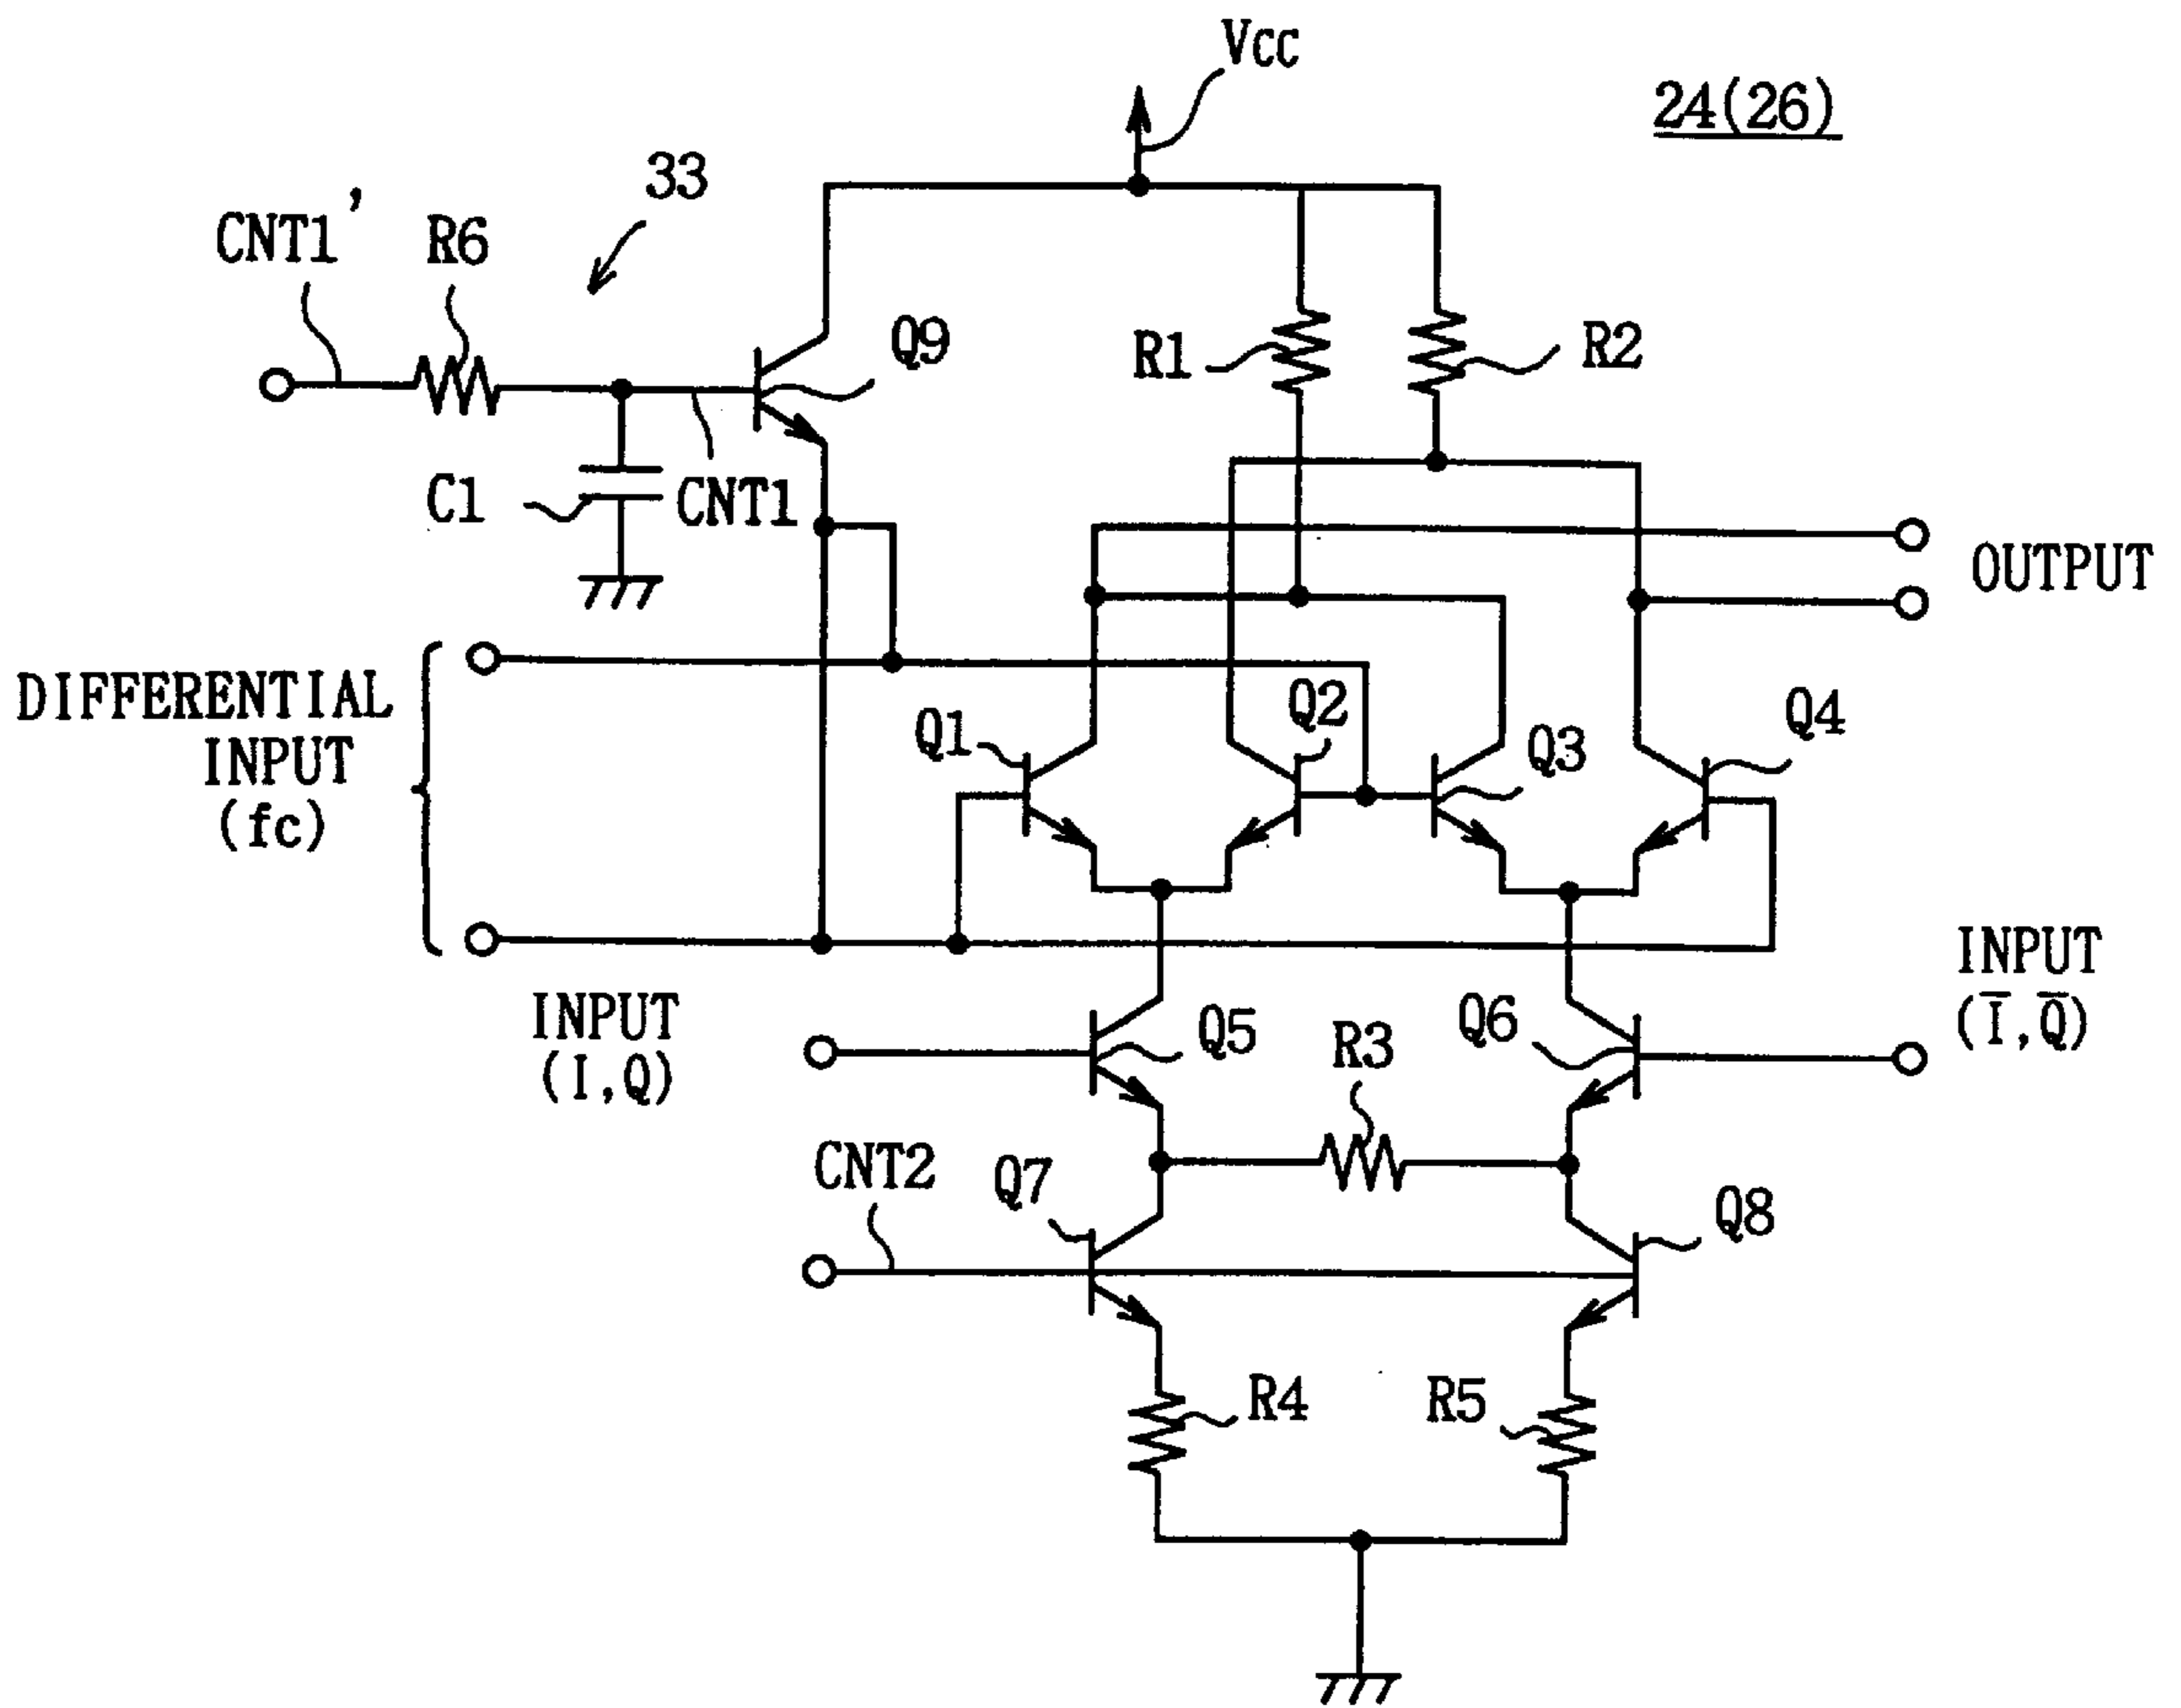 VCC
24(26)
33
CNT1'
R6
Q9
R1
R2
C1
CNT1
OUTPUT
DIFFERENTIAL
INPUT
(fc)
Q1
Q2
Q3
Q4
INPUT
(I,Q)
Q5
Q6
R3
INPUT
(I̅,Q̅)
CNT2
Q7
Q8
R4
R5